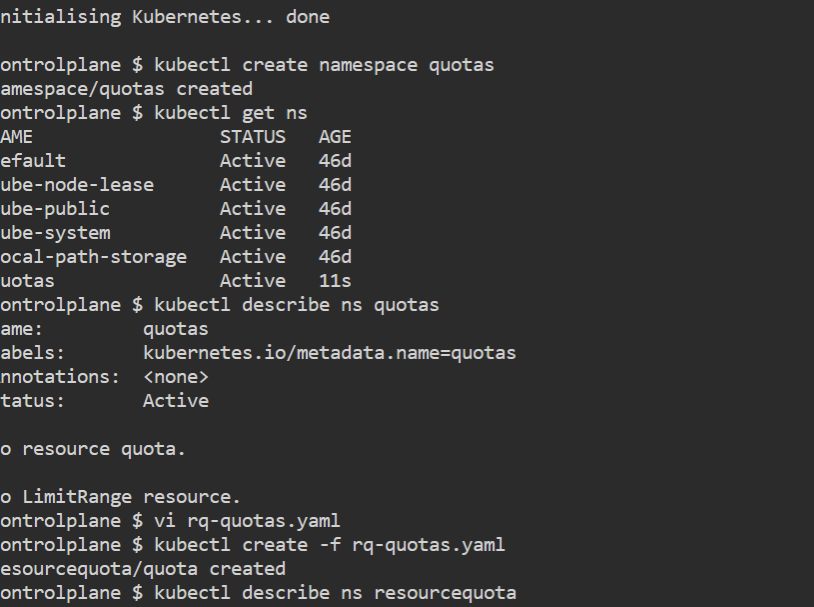 nitialising Kubernetes... done
ontrolplane $ kubectl create namespace quotas
amespace/quotas created
ontrolplane $ kubectl get ns
AME                 STATUS   AGE
efault              Active   46d
ube-node-lease      Active   46d
ube-public          Active   46d
ube-system          Active   46d
ocal-path-storage   Active   46d
uotas               Active   11s
ontrolplane $ kubectl describe ns quotas
ame:         quotas
abels:       kubernetes.io/metadata.name=quotas
nnotations:  <none>
tatus:       Active
o resource quota.
o LimitRange resource.
ontrolplane $ vi rq-quotas.yaml
ontrolplane $ kubectl create -f rq-quotas.yaml
esourcequota/quota created
ontrolplane $ kubectl describe ns resourcequota